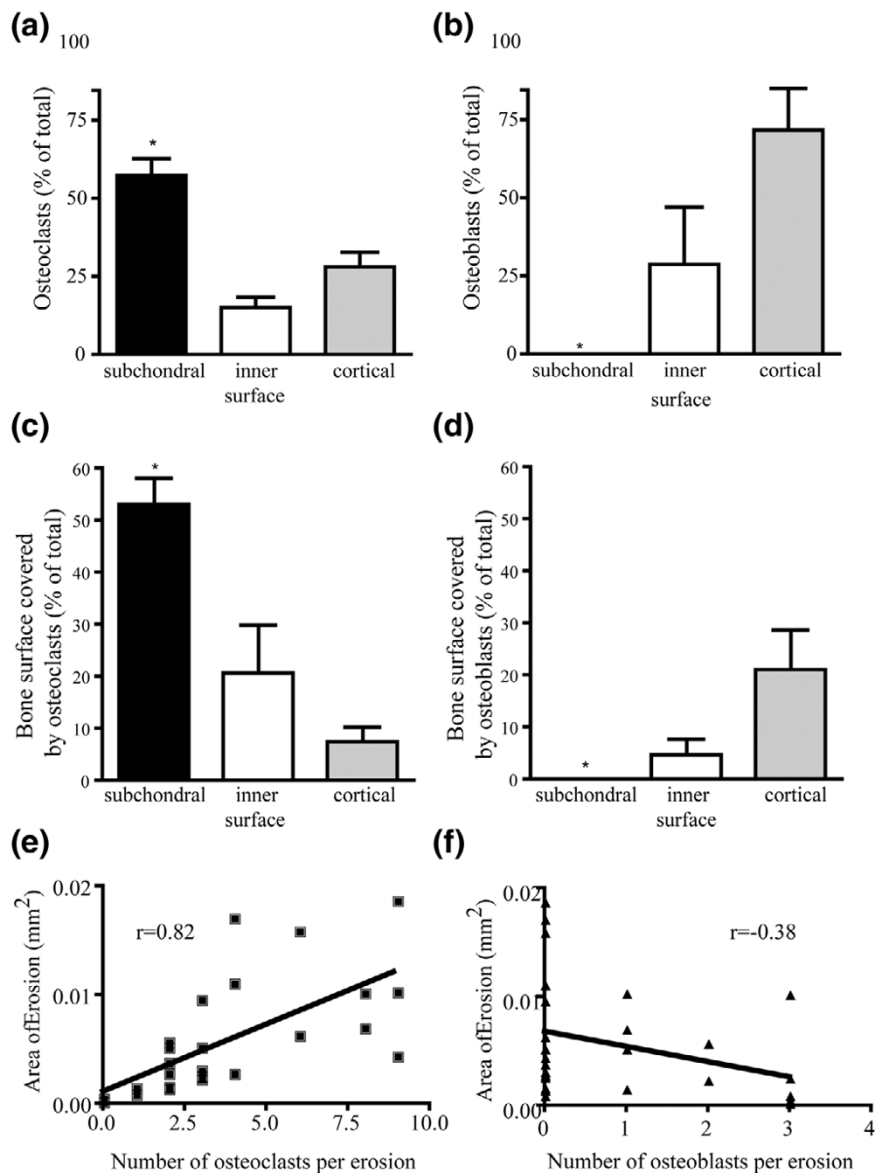 (a)
100
75
50
25
0
Osteoclasts (% of total)
*
subchondral
inner
cortical
surface
(b)
100
75
50
25
0
Osteoblasts (% of total)
*
subchondral
inner
cortical
surface
(c)
60
50
40
30
20
10
0
Bone surface covered
by osteoclasts (% of total)
*
subchondral
inner
cortical
surface
(d)
60
50
40
30
20
10
0
Bone surface covered
by osteoblasts (% of total)
*
subchondral
inner
cortical
surface
(e)
0.02
0.01
0.00
Area ofErosion (mm2)
r=0.82
0.0
2.5
5.0
7.5
10.0
Number of osteoclasts per erosion
(f)
0.02
0.01
0.00
Area ofErosion (mm2)
r=-0.38
0
1
2
3
4
Number of osteoblasts per erosion